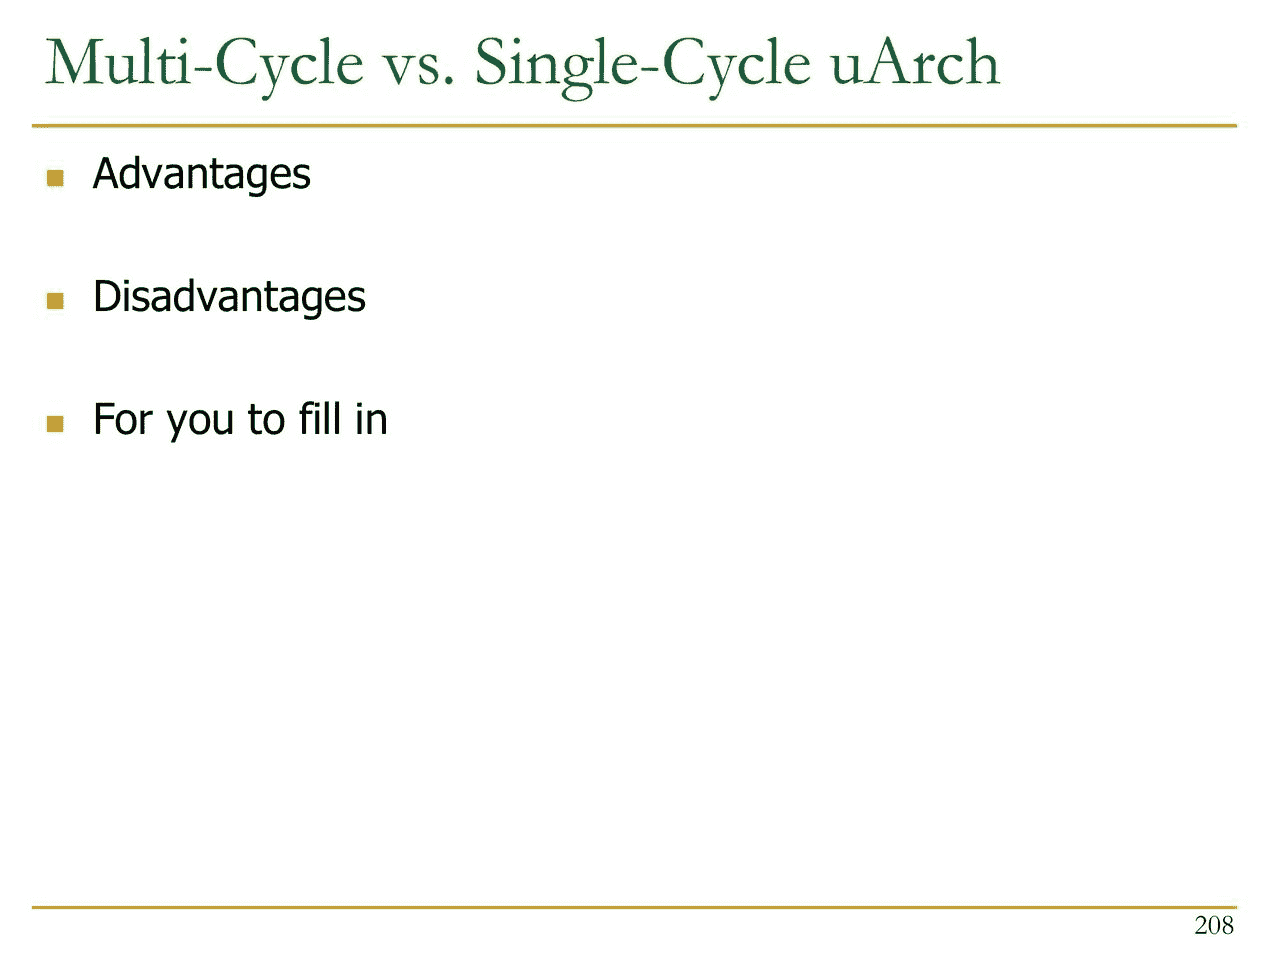 Multi-Cycle vs. Single-Cycle uArch
Advantages
Disadvantages
For you to fill in
208